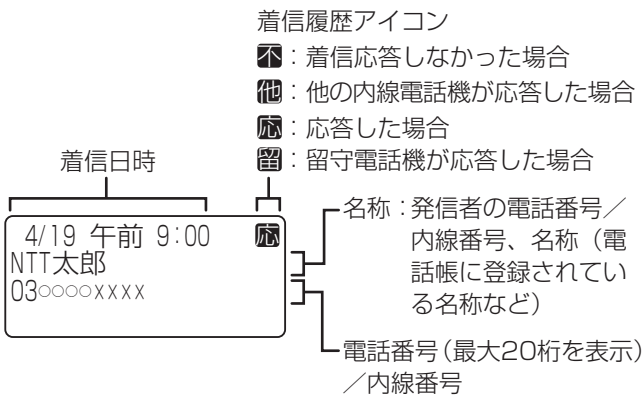 着信履歴アイコン
不：着信応答しなかった場合
他：他の内線電話機が応答した場合
応：応答した場合
留：留守電話機が応答した場合
着信日時
4/19 午前 9:00 応
NTT太郎
03○○○○XXXX
名称：発信者の電話番号／
内線番号、名称（電
話帳に登録されてい
る名称など）
電話番号（最大20桁を表示）
／内線番号